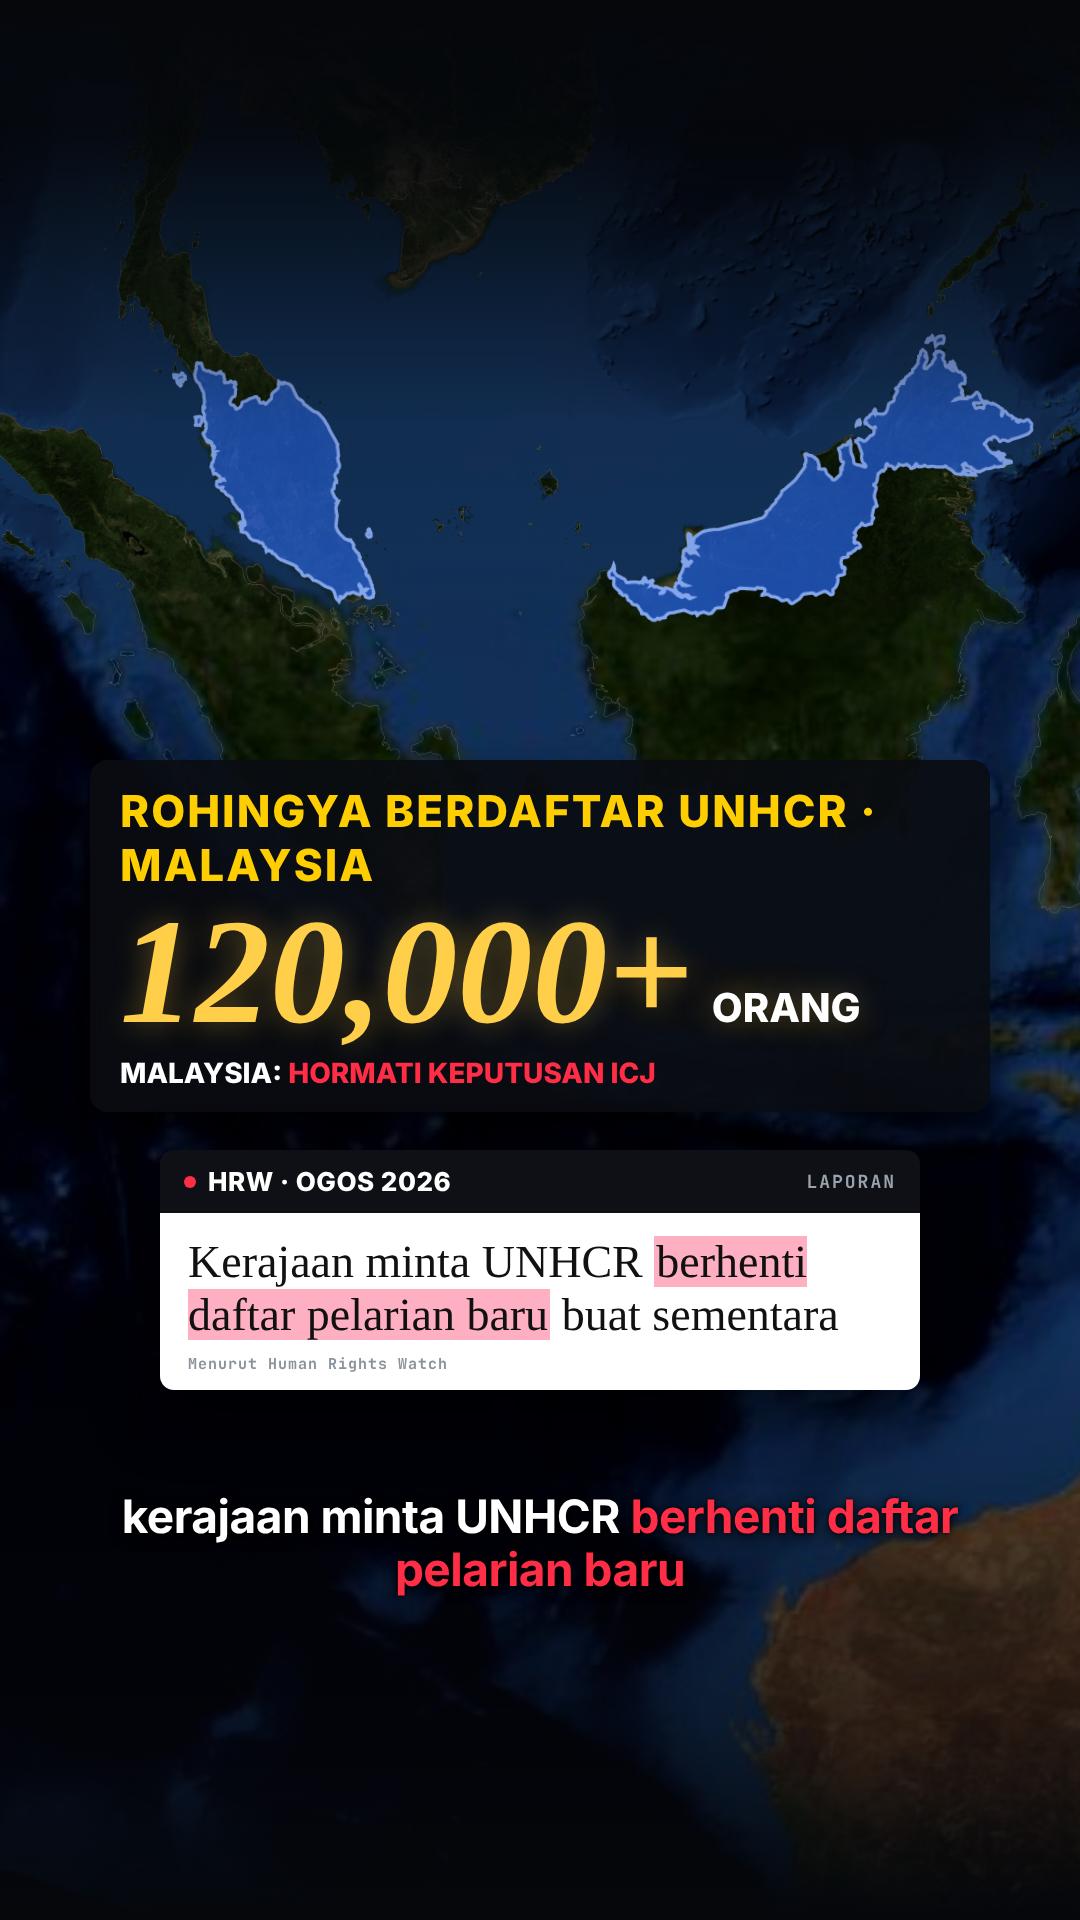 ROHINGYA BERDAFTAR UNHCR ·
MALAYSIA
120,000+ ORANG
MALAYSIA: HORMATI KEPUTUSAN ICJ
HRW · OGOS 2026 LAPORAN
Kerajaan minta UNHCR berhenti
daftar pelarian baru buat sementara
Menurut Human Rights Watch
kerajaan minta UNHCR berhenti daftar
pelarian baru